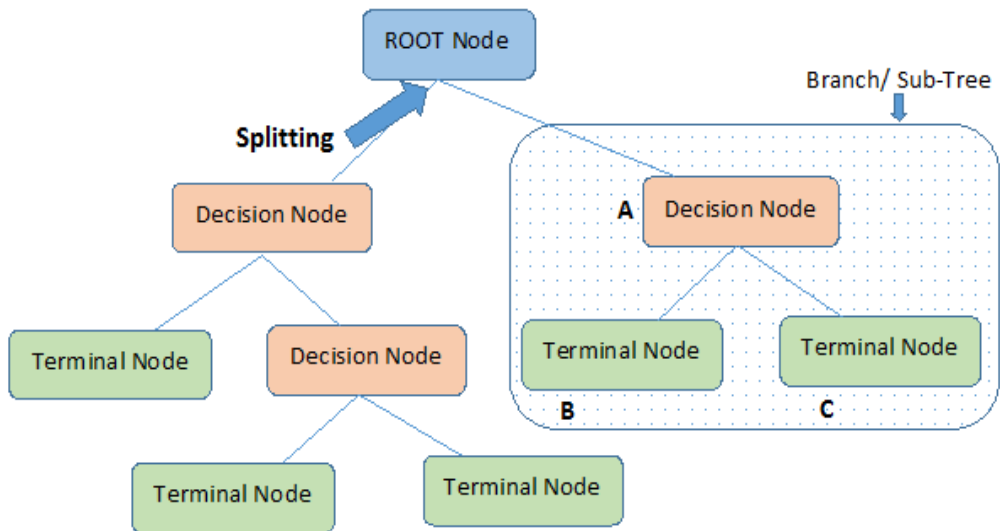 ROOT Node
Branch/ Sub-Tree
Splitting
Decision Node
A Decision Node
Terminal Node
Decision Node
Terminal Node
Terminal Node
B
C
Terminal Node
Terminal Node